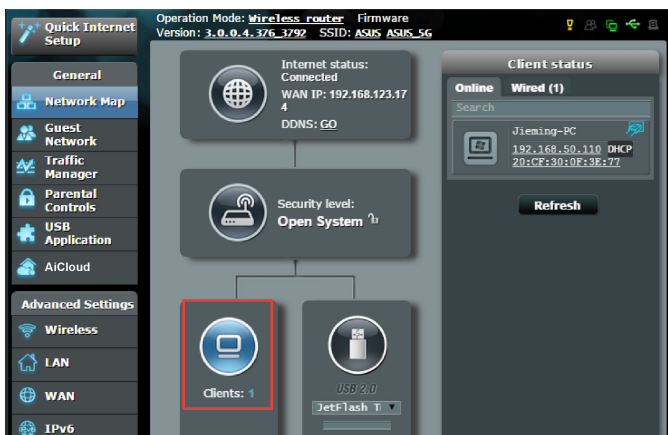 Quick Internet
Setup
Operation Mode: Wireless router Firmware
Version: 3.0.0.4.376_3792 SSID: ASUS ASUS_5G
General
Network Map
Guest
Network
Traffic
Manager
Parental
Controls
USB
Application
AiCloud
Advanced Settings
Wireless
LAN
WAN
IPv6
Internet status:
Connected
WAN IP: 192.168.123.17
4
DDNS: GO
Security level:
Open System
Clients: 1
USB 2.0
JetFlash T
Client status
Online Wired (1)
Search
Jieming-PC
192.168.50.110 DHCP
20:CF:30:0F:3E:77
Refresh